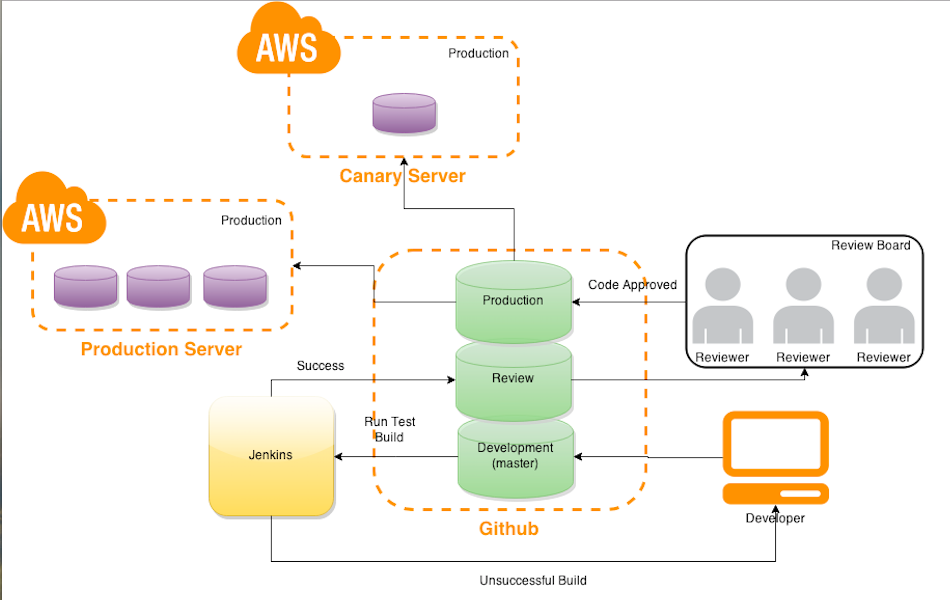 AWS
Production
Canary Server
AWS
Production
Production Server
Review Board
Code Approved
Production
Reviewer Reviewer Reviewer
Success
Review
Run Test
Build
Development
(master)
Jenkins
Developer
Github
Unsuccessful Build